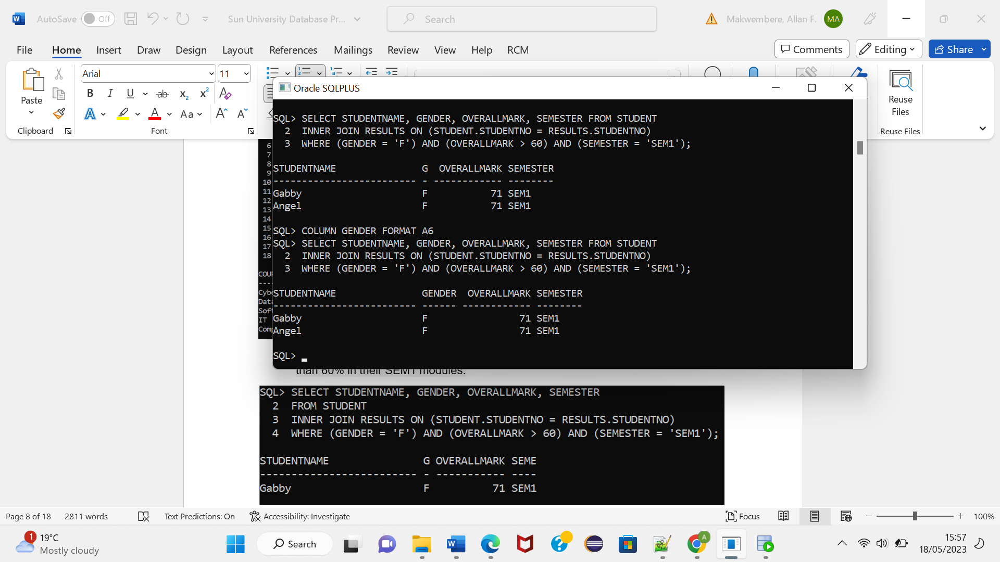 AutoSave Off Sun University Database Pr... Search Makwembere, Allan F. MA
File Home Insert Draw Design Layout References Mailings Review View Help RCM Comments Editing Share
Paste Arial 11 Reuse Files
Clipboard Font Reuse Files
Oracle SQLPLUS
SQL> SELECT STUDENTNAME, GENDER, OVERALLMARK, SEMESTER FROM STUDENT
2 INNER JOIN RESULTS ON (STUDENT.STUDENTNO = RESULTS.STUDENTNO)
3 WHERE (GENDER = 'F') AND (OVERALLMARK > 60) AND (SEMESTER = 'SEM1');
STUDENTNAME G OVERALLMARK SEMESTER
------------------------- - ------------ --------
Gabby F 71 SEM1
Angel F 71 SEM1
SQL> COLUMN GENDER FORMAT A6
SQL> SELECT STUDENTNAME, GENDER, OVERALLMARK, SEMESTER FROM STUDENT
2 INNER JOIN RESULTS ON (STUDENT.STUDENTNO = RESULTS.STUDENTNO)
3 WHERE (GENDER = 'F') AND (OVERALLMARK > 60) AND (SEMESTER = 'SEM1');
STUDENTNAME GENDER OVERALLMARK SEMESTER
------------------------- ------ ------------ --------
Gabby F 71 SEM1
Angel F 71 SEM1
SQL>
6
7
8
9
10
11
12
13
14
15
16
17
18
COU
----
Cybe
Data
Soft
IT
Comp
than 60% in their SEM1 modules.
SQL> SELECT STUDENTNAME, GENDER, OVERALLMARK, SEMESTER
2 FROM STUDENT
3 INNER JOIN RESULTS ON (STUDENT.STUDENTNO = RESULTS.STUDENTNO)
4 WHERE (GENDER = 'F') AND (OVERALLMARK > 60) AND (SEMESTER = 'SEM1');
STUDENTNAME G OVERALLMARK SEME
------------------------- - ----------- ----
Gabby F 71 SEM1
Page 8 of 18 2811 words Text Predictions: On Accessibility: Investigate Focus 100%
1 19°C
Mostly cloudy
Search
A
15:57
18/05/2023